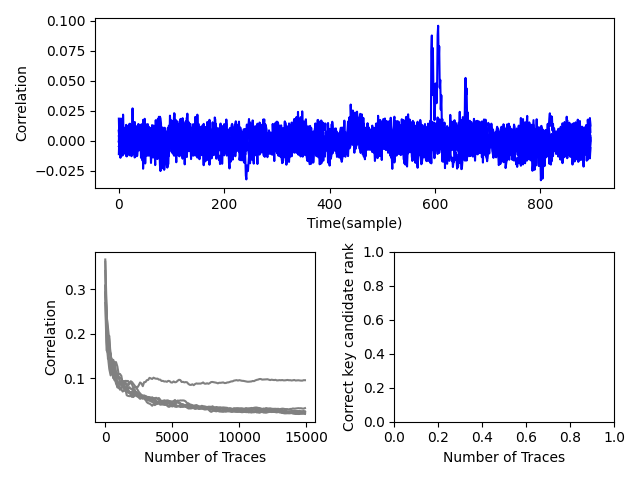 0.100
0.075
0.050
0.025
0.000
−0.025
Correlation
0 200 400 600 800
Time(sample)
0.3
0.2
0.1
Correlation
0 5000 10000 15000
Number of Traces
1.0
0.8
0.6
0.4
0.2
0.0
Correct key candidate rank
0.0 0.2 0.4 0.6 0.8 1.0
Number of Traces